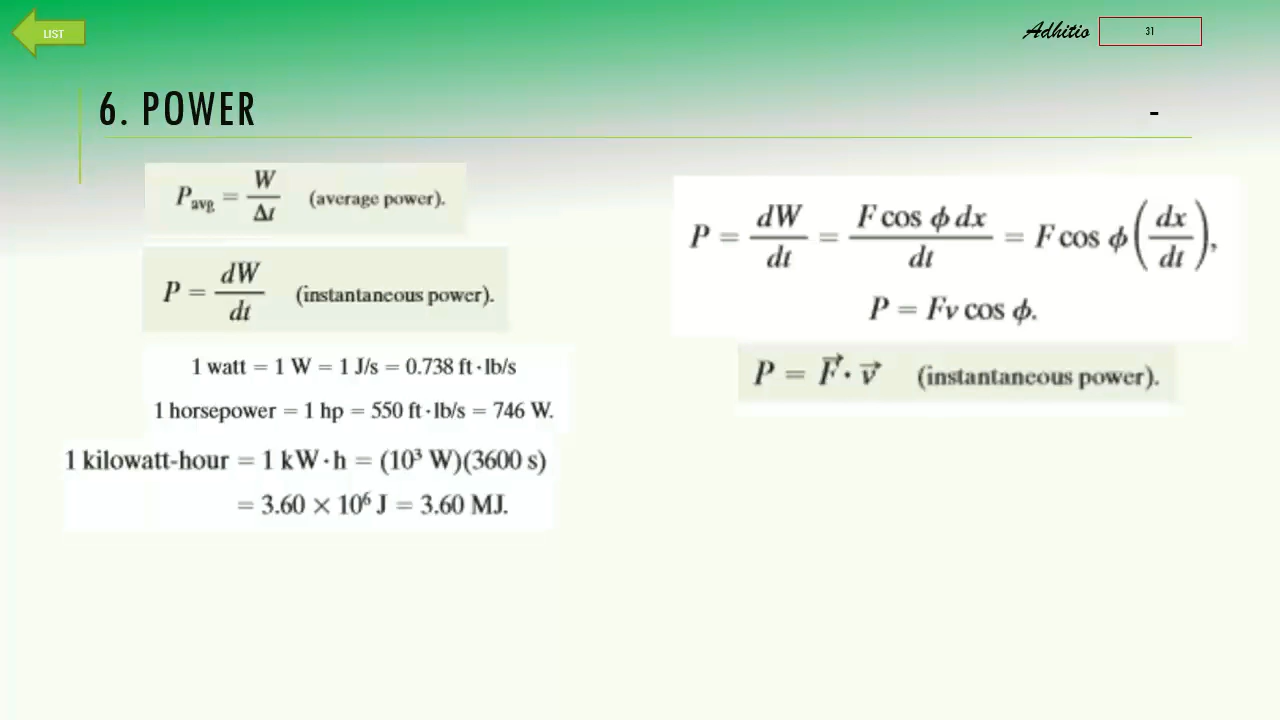 LIST
Adhitio
31
6. POWER
-
P_avg = W/Δt (average power).
P = dW/dt (instantaneous power).
1 watt = 1 W = 1 J/s = 0.738 ft·lb/s
1 horsepower = 1 hp = 550 ft·lb/s = 746 W.
1 kilowatt-hour = 1 kW·h = (10³ W)(3600 s)
= 3.60 × 10⁶ J = 3.60 MJ.
P = dW/dt = F cos ϕ dx/dt = F cos ϕ (dx/dt),
P = Fv cos ϕ.
P = F⃗ · v⃗ (instantaneous power).